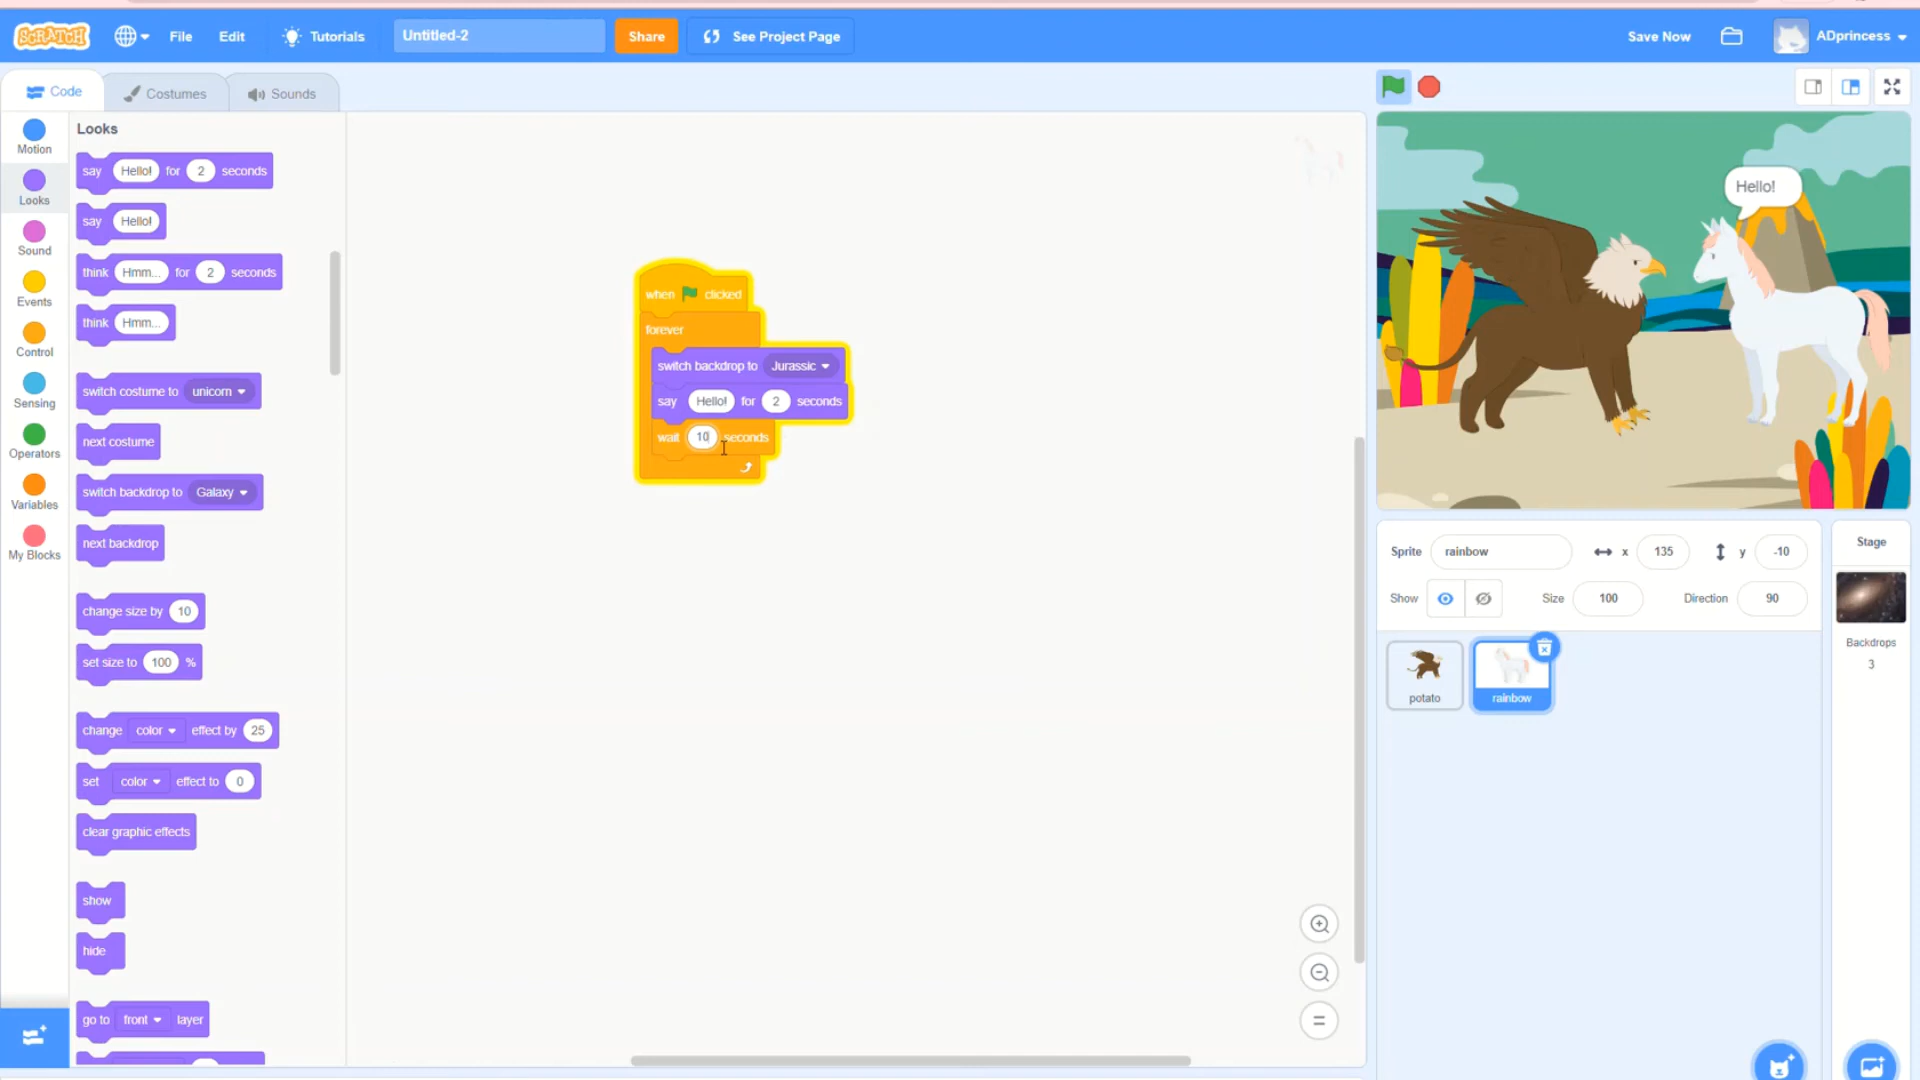 SCRATCH
File
Edit
Tutorials
Untitled-2
Share
See Project Page
Save Now
ADprincess
Code
Costumes
Sounds
Motion
Looks
Sound
Events
Control
Sensing
Operators
Variables
My Blocks
Looks
say Hello! for 2 seconds
say Hello!
think Hmm... for 2 seconds
think Hmm...
switch costume to unicorn
next costume
switch backdrop to Galaxy
next backdrop
change size by 10
set size to 100 %
change color effect by 25
set color effect to 0
clear graphic effects
show
hide
go to front layer
when clicked
forever
switch backdrop to Jurassic
say Hello! for 2 seconds
wait 10 seconds
Hello!
Sprite rainbow x 135 y -10
Show Size 100 Direction 90
potato
rainbow
Stage
Backdrops
3